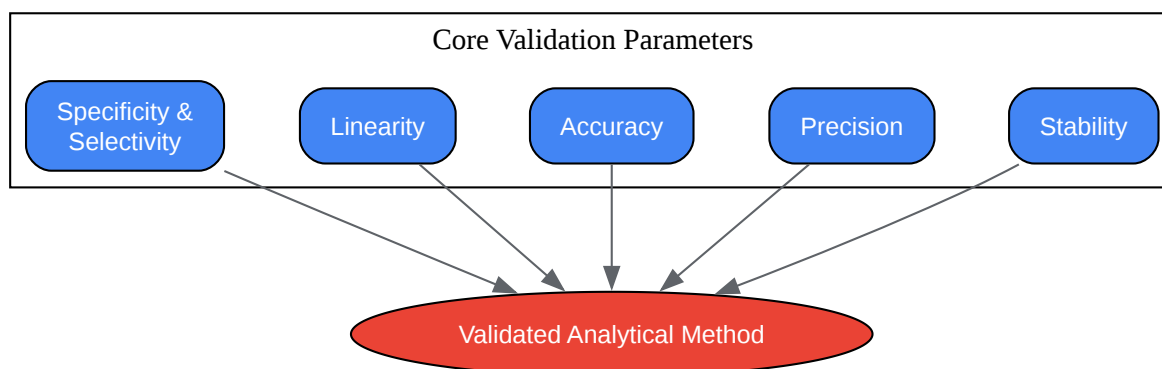 Core Validation Parameters
Specificity &
Selectivity
Linearity
Accuracy
Precision
Stability
Validated Analytical Method